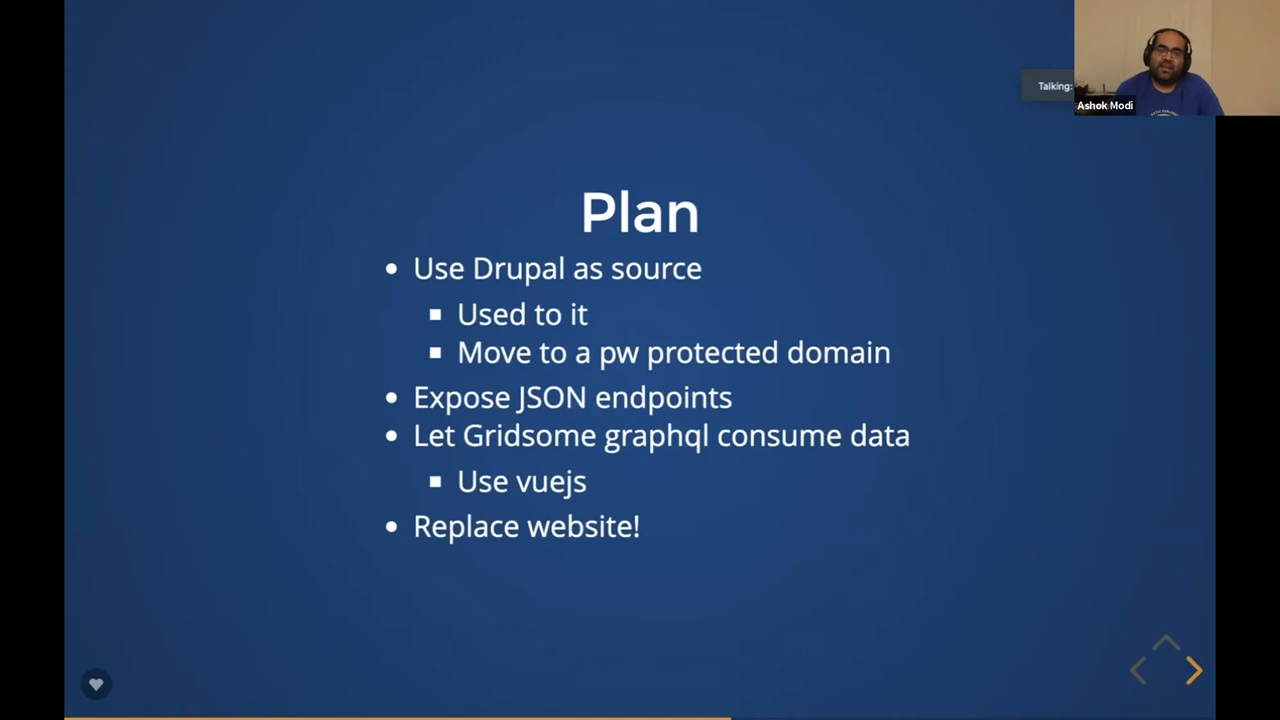 Talking:
Ashok Modi
Plan
Use Drupal as source
Used to it
Move to a pw protected domain
Expose JSON endpoints
Let Gridsome graphql consume data
Use vuejs
Replace website!